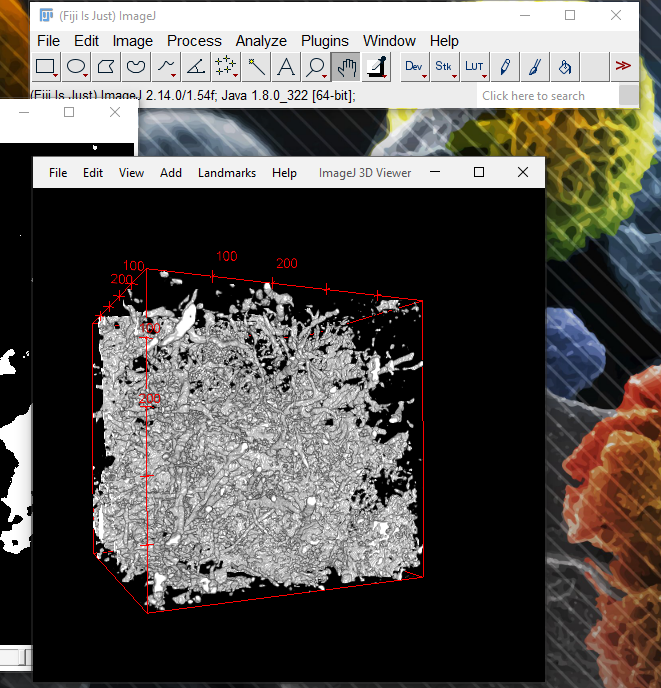 (Fiji Is Just) ImageJ
File Edit Image Process Analyze Plugins Window Help
Dev Stk LUT
(Fiji Is Just) ImageJ 2.14.0/1.54f; Java 1.8.0_322 [64-bit];
Click here to search
File Edit View Add Landmarks Help ImageJ 3D Viewer
100 200
100
200
100
200